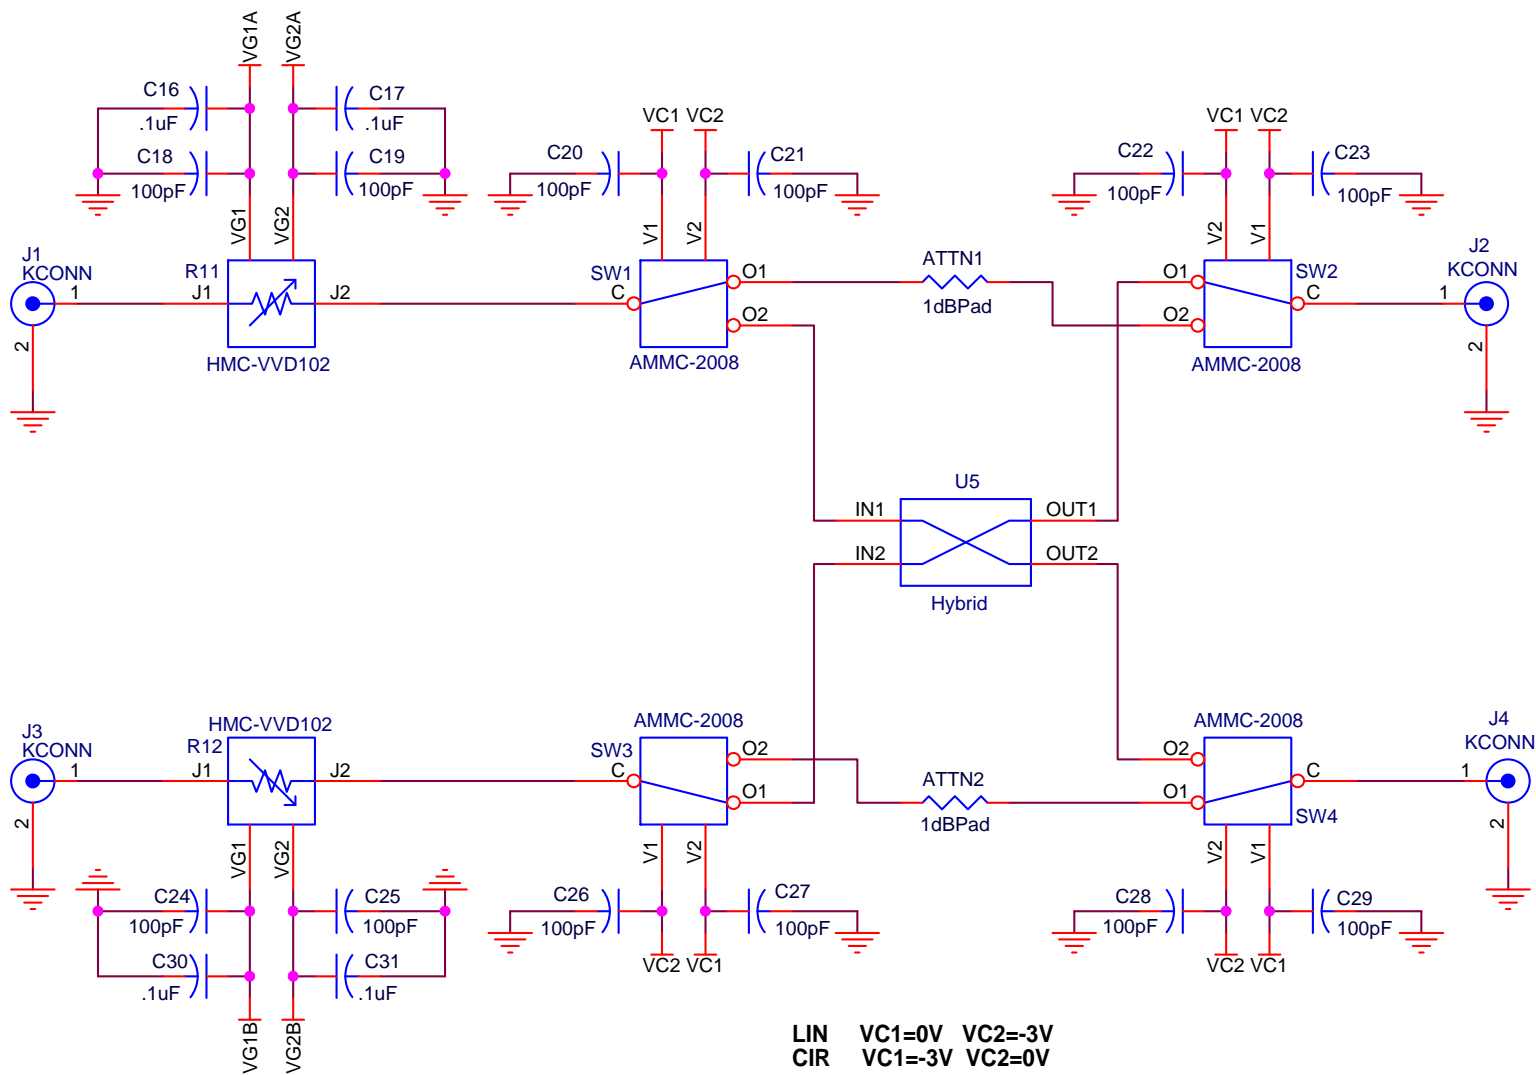 VG1A
VG2A
C16
.1uF
C17
.1uF
C18
100pF
C19
100pF
VG1
VG2
J1
KCONN
1
2
R11
J1
J2
HMC-VVD102
VC1 VC2
C20
100pF
C21
100pF
V1
V2
SW1
C
O1
O2
AMMC-2008
ATTN1
1dBPad
VC1 VC2
C22
100pF
C23
100pF
V2
V1
O1
O2
SW2
C
AMMC-2008
J2
KCONN
1
2
U5
IN1
IN2
OUT1
OUT2
Hybrid
J3
KCONN
1
2
HMC-VVD102
R12
J1
J2
VG1
VG2
C24
100pF
C25
100pF
C30
.1uF
C31
.1uF
VG1B
VG2B
AMMC-2008
SW3
C
O2
O1
V1
V2
C26
100pF
C27
100pF
VC2 VC1
ATTN2
1dBPad
AMMC-2008
O2
O1
C
SW4
V2
V1
C28
100pF
C29
100pF
VC2 VC1
J4
KCONN
1
2
LIN VC1=0V VC2=-3V
CIR VC1=-3V VC2=0V